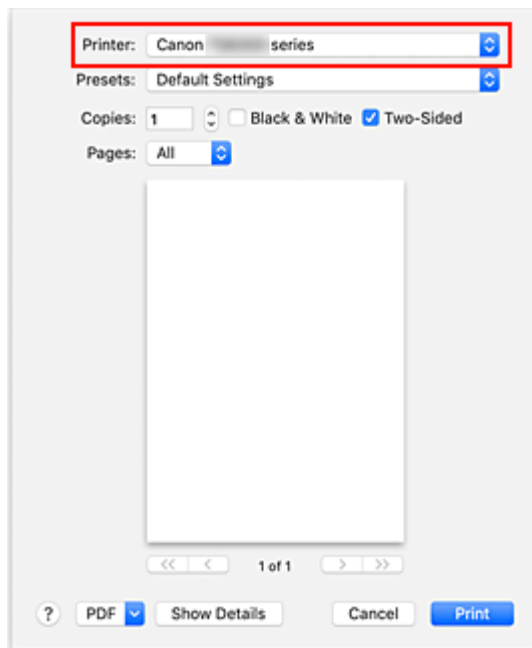 Printer: Canon series
Presets: Default Settings
Copies: 1 Black & White Two-Sided
Pages: All
<< < 1 of 1 > >>
? PDF Show Details Cancel Print